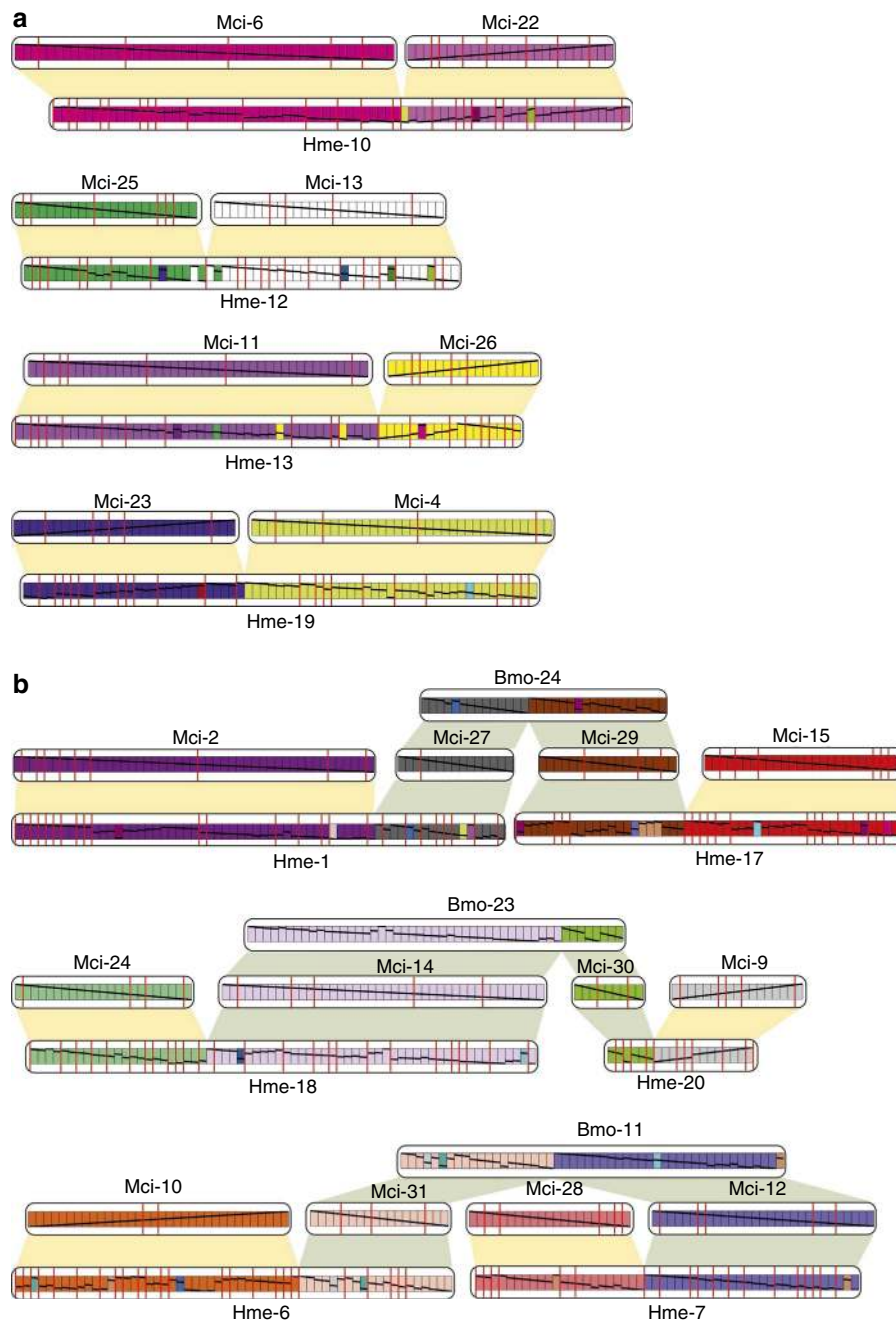 a
Mci-6 Mci-22
Hme-10
Mci-25 Mci-13
Hme-12
Mci-11 Mci-26
Hme-13
Mci-23 Mci-4
Hme-19
b
Bmo-24
Mci-2 Mci-27 Mci-29 Mci-15
Hme-1 Hme-17
Bmo-23
Mci-24 Mci-14 Mci-30 Mci-9
Hme-18 Hme-20
Bmo-11
Mci-10 Mci-31 Mci-28 Mci-12
Hme-6 Hme-7